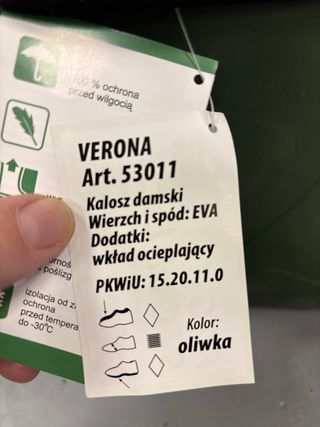 100 % ochrona
przed wilgocią
VERONA
Art. 53011
Kalosz damski
Wierzch i spód: EVA
Dodatki:
wkład ocieplający
PKWiU: 15.20.11.0
Kolor:
oliwka
izolacja od
ochrona
przed
do -30°C